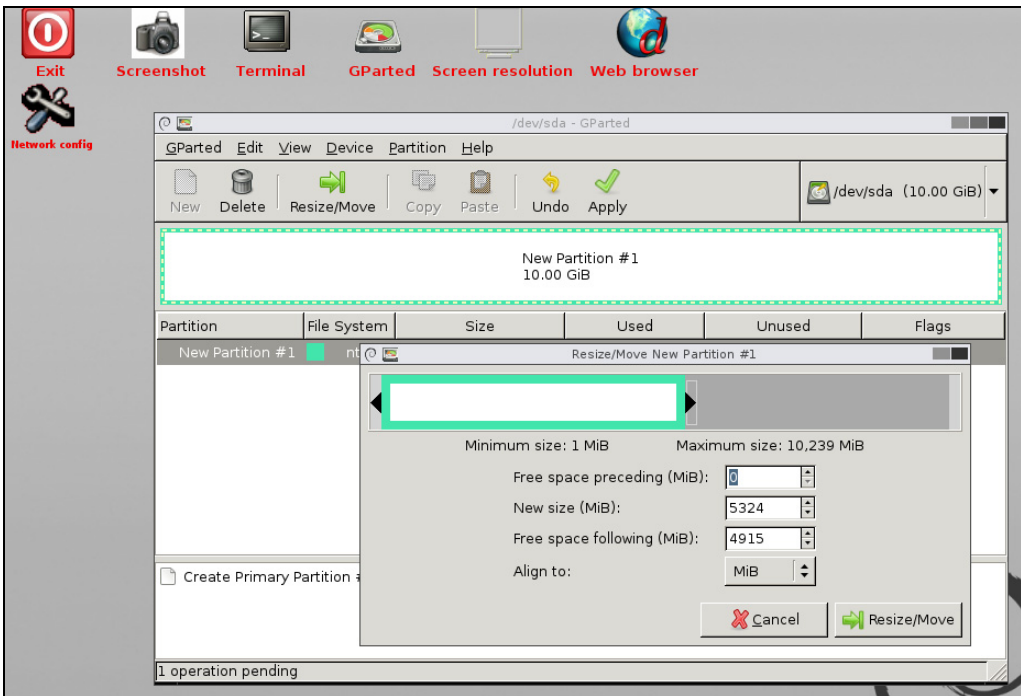 Exit Screenshot Terminal GParted Screen resolution Web browser
Network config
/dev/sda - GParted
GParted Edit View Device Partition Help
New Delete Resize/Move Copy Paste Undo Apply /dev/sda (10.00 GiB)
New Partition #1
10.00 GiB
Partition File System Size Used Unused Flags
New Partition #1 nt
Resize/Move New Partition #1
Minimum size: 1 MiB Maximum size: 10,239 MiB
Free space preceding (MiB): 0
New size (MiB): 5324
Free space following (MiB): 4915
Align to: MiB
Cancel Resize/Move
Create Primary Partition
1 operation pending